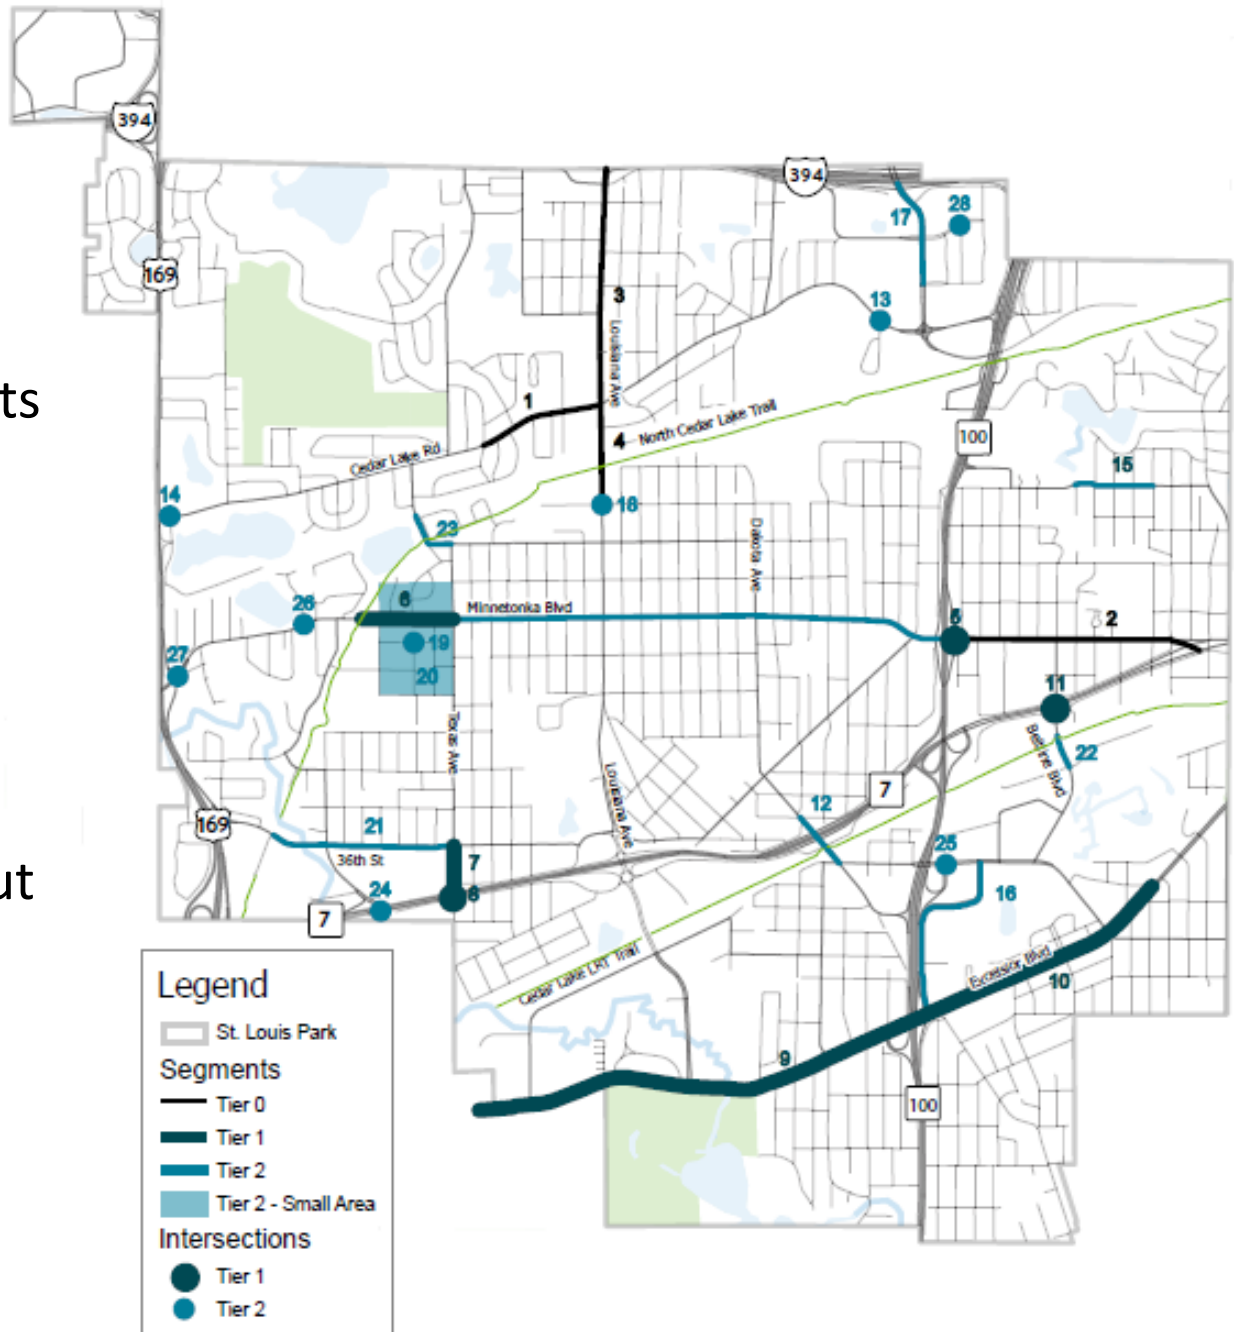 394
394
17
28
169
3
13
Louisiana Ave
ts
1
4
North Cedar Lake Trail
100
Cedar Lake Rd
15
14
18
23
Dakota Ave
6
Minnetonka Blvd
26
5
2
19
27
20
11
Texas Ave
Beltline Blvd
22
Louisiana Ave
7
12
169
21
36th St
7
25
ut
24
8
16
7
Cedar Lake LRT Trail
Excelsior Blvd
10
9
100
Legend
St. Louis Park
Segments
Tier 0
Tier 1
Tier 2
Tier 2 - Small Area
Intersections
Tier 1
Tier 2